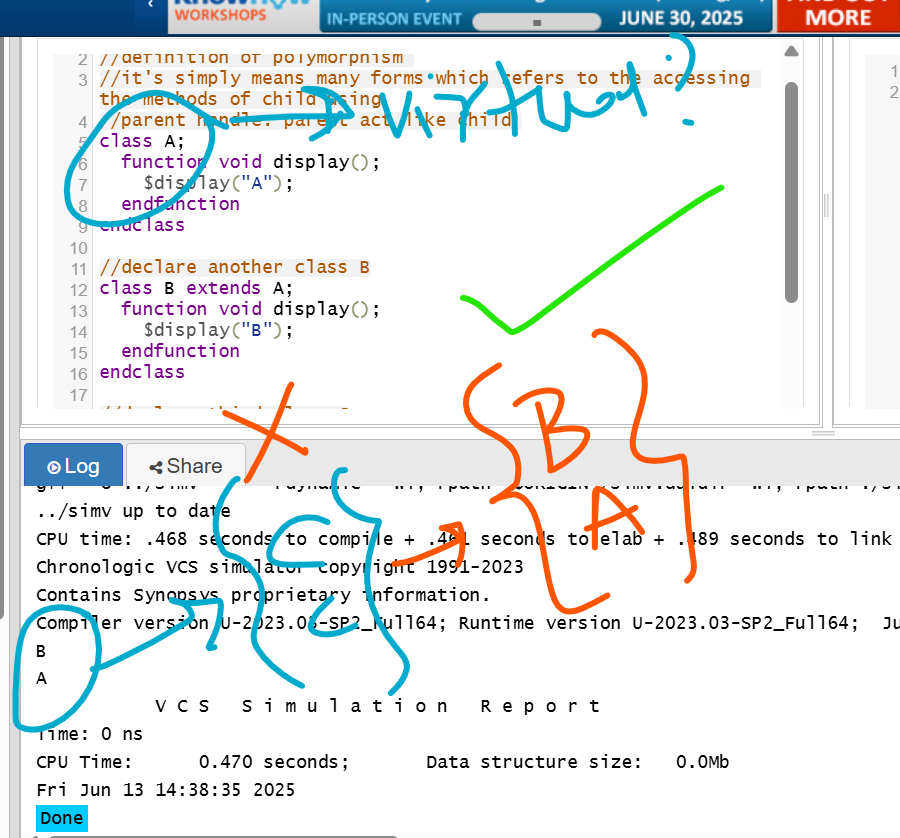 WORKSHOPS
IN-PERSON EVENT
JUNE 30, 2025
MORE
2 //definition of polymorphism
3 //it's simply means many forms which refers to the accessing
the methods of child using
4 //parent handle. parent act like child
virtual?
5 class A;
6 function void display();
7 $display("A");
8 endfunction
9 endclass
10
11 //declare another class B
12 class B extends A;
13 function void display();
14 $display("B");
15 endfunction
16 endclass
17
1
2
B
A
Log
Share
C
C
../simv up to date
CPU time: .468 seconds to compile + .461 seconds to elab + .489 seconds to link
Chronologic VCS simulator copyright 1991-2023
Contains Synopsys proprietary information.
Compiler version U-2023.03-SP2_Full64; Runtime version U-2023.03-SP2_Full64;
B
A
V C S S i m u l a t i o n R e p o r t
Time: 0 ns
CPU Time: 0.470 seconds; Data structure size: 0.0Mb
Fri Jun 13 14:38:35 2025
Done